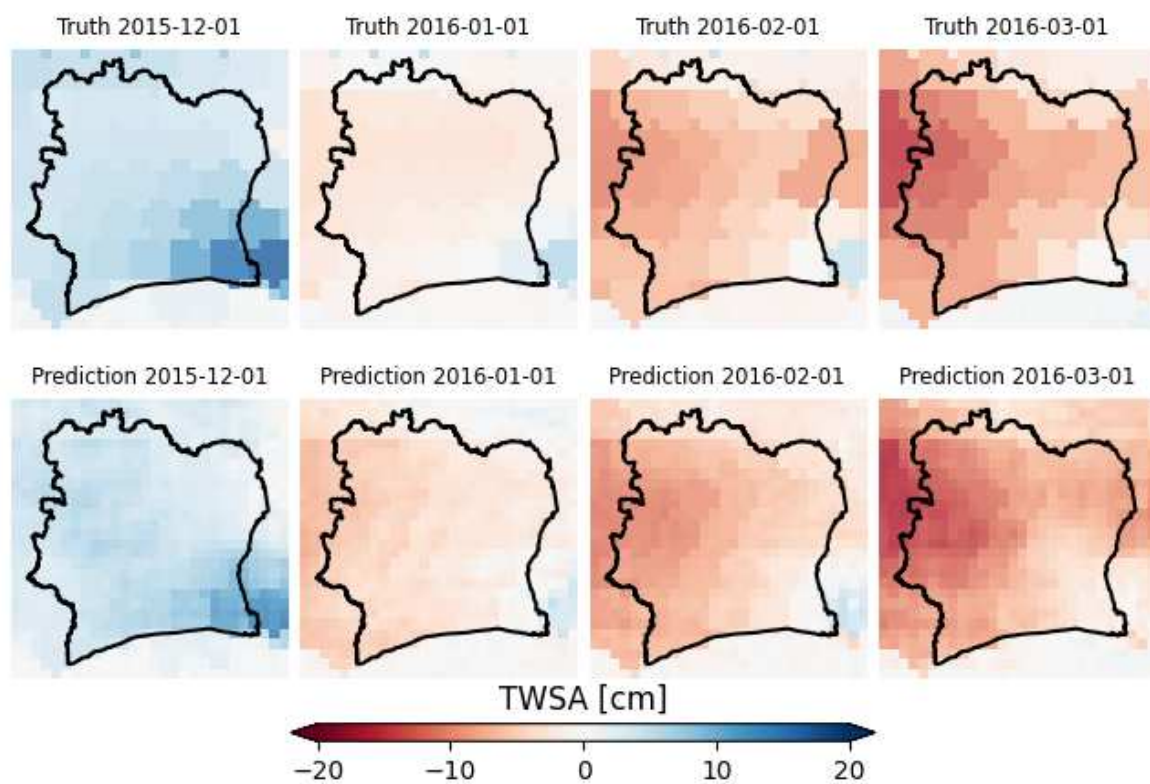 Truth 2015-12-01 Truth 2016-01-01 Truth 2016-02-01 Truth 2016-03-01
Prediction 2015-12-01 Prediction 2016-01-01 Prediction 2016-02-01 Prediction 2016-03-01
TWSA [cm]
−20 −10 0 10 20